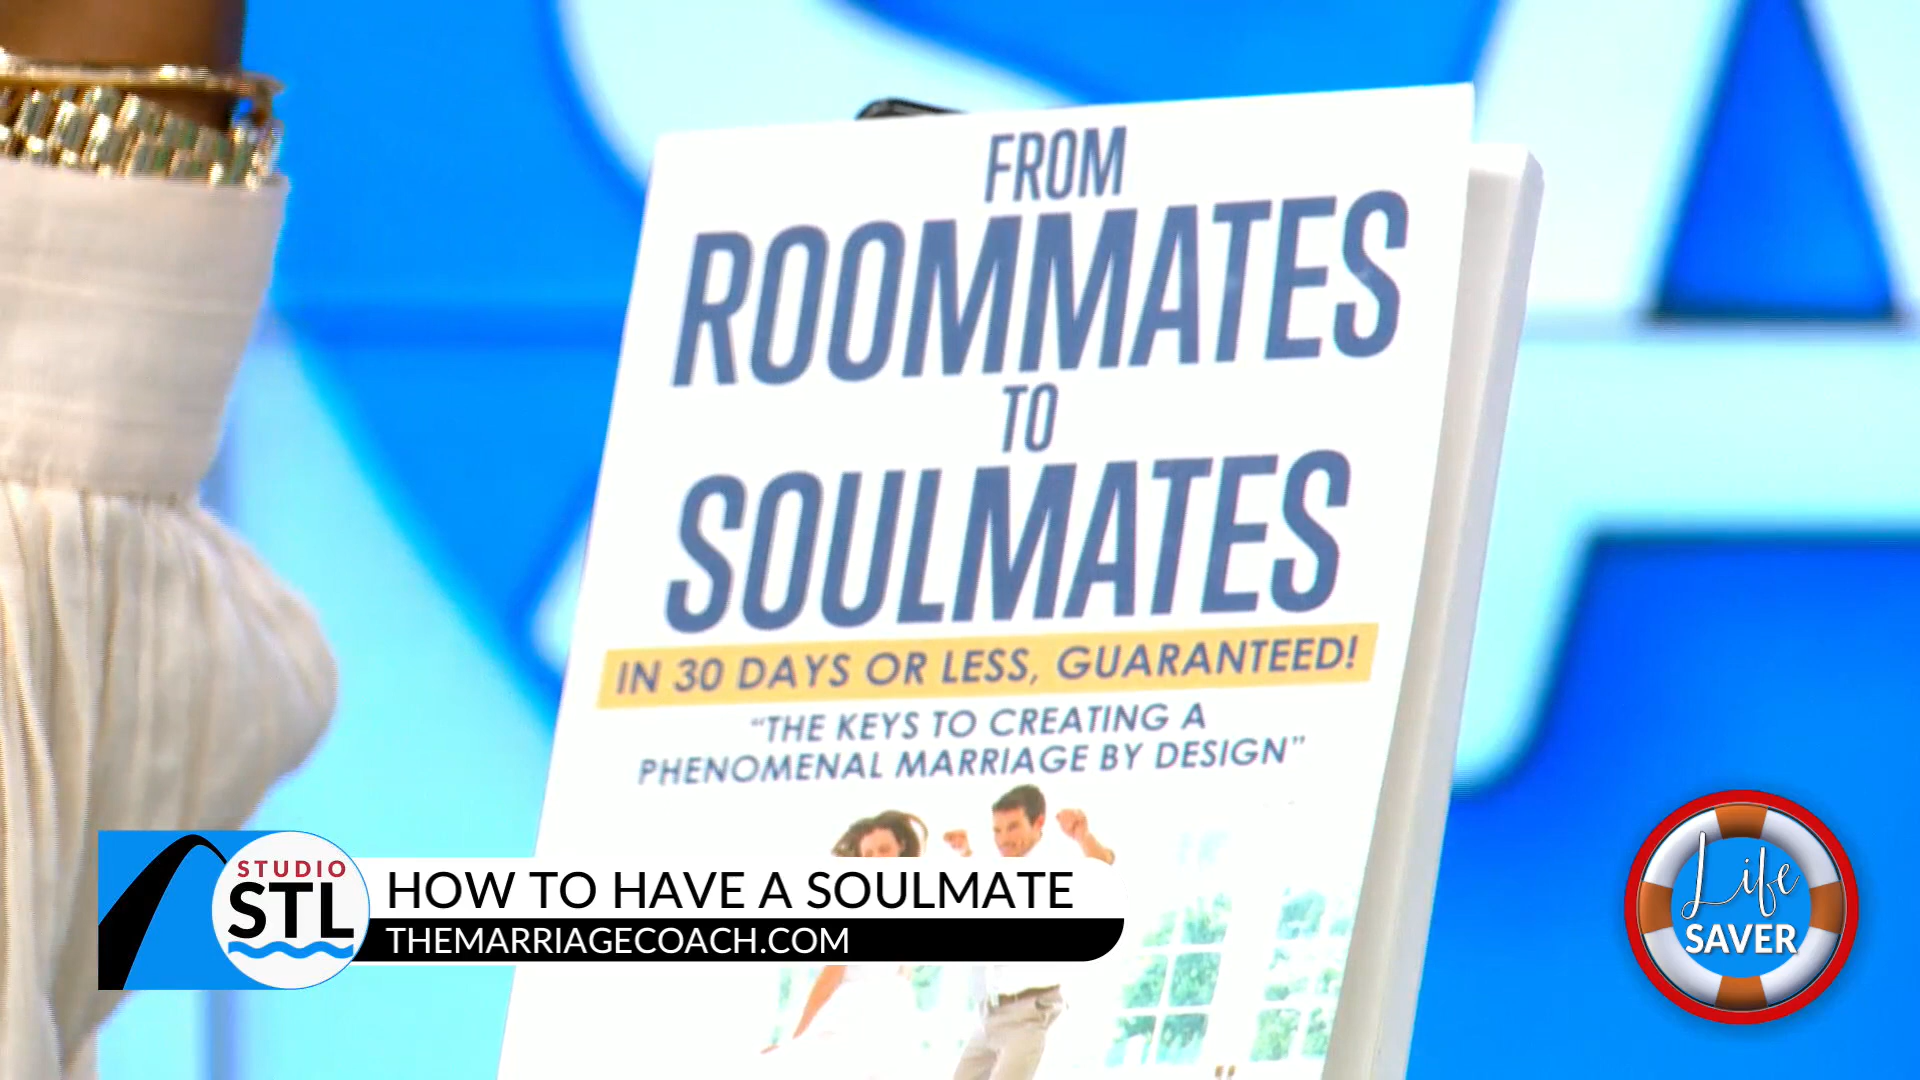 FROM
ROOMMATES
TO
SOULMATES
IN 30 DAYS OR LESS, GUARANTEED!
“THE KEYS TO CREATING A
PHENOMENAL MARRIAGE BY DESIGN”
STUDIO
STL
HOW TO HAVE A SOULMATE
THEMARRIAGECOACH.COM
Life
SAVER